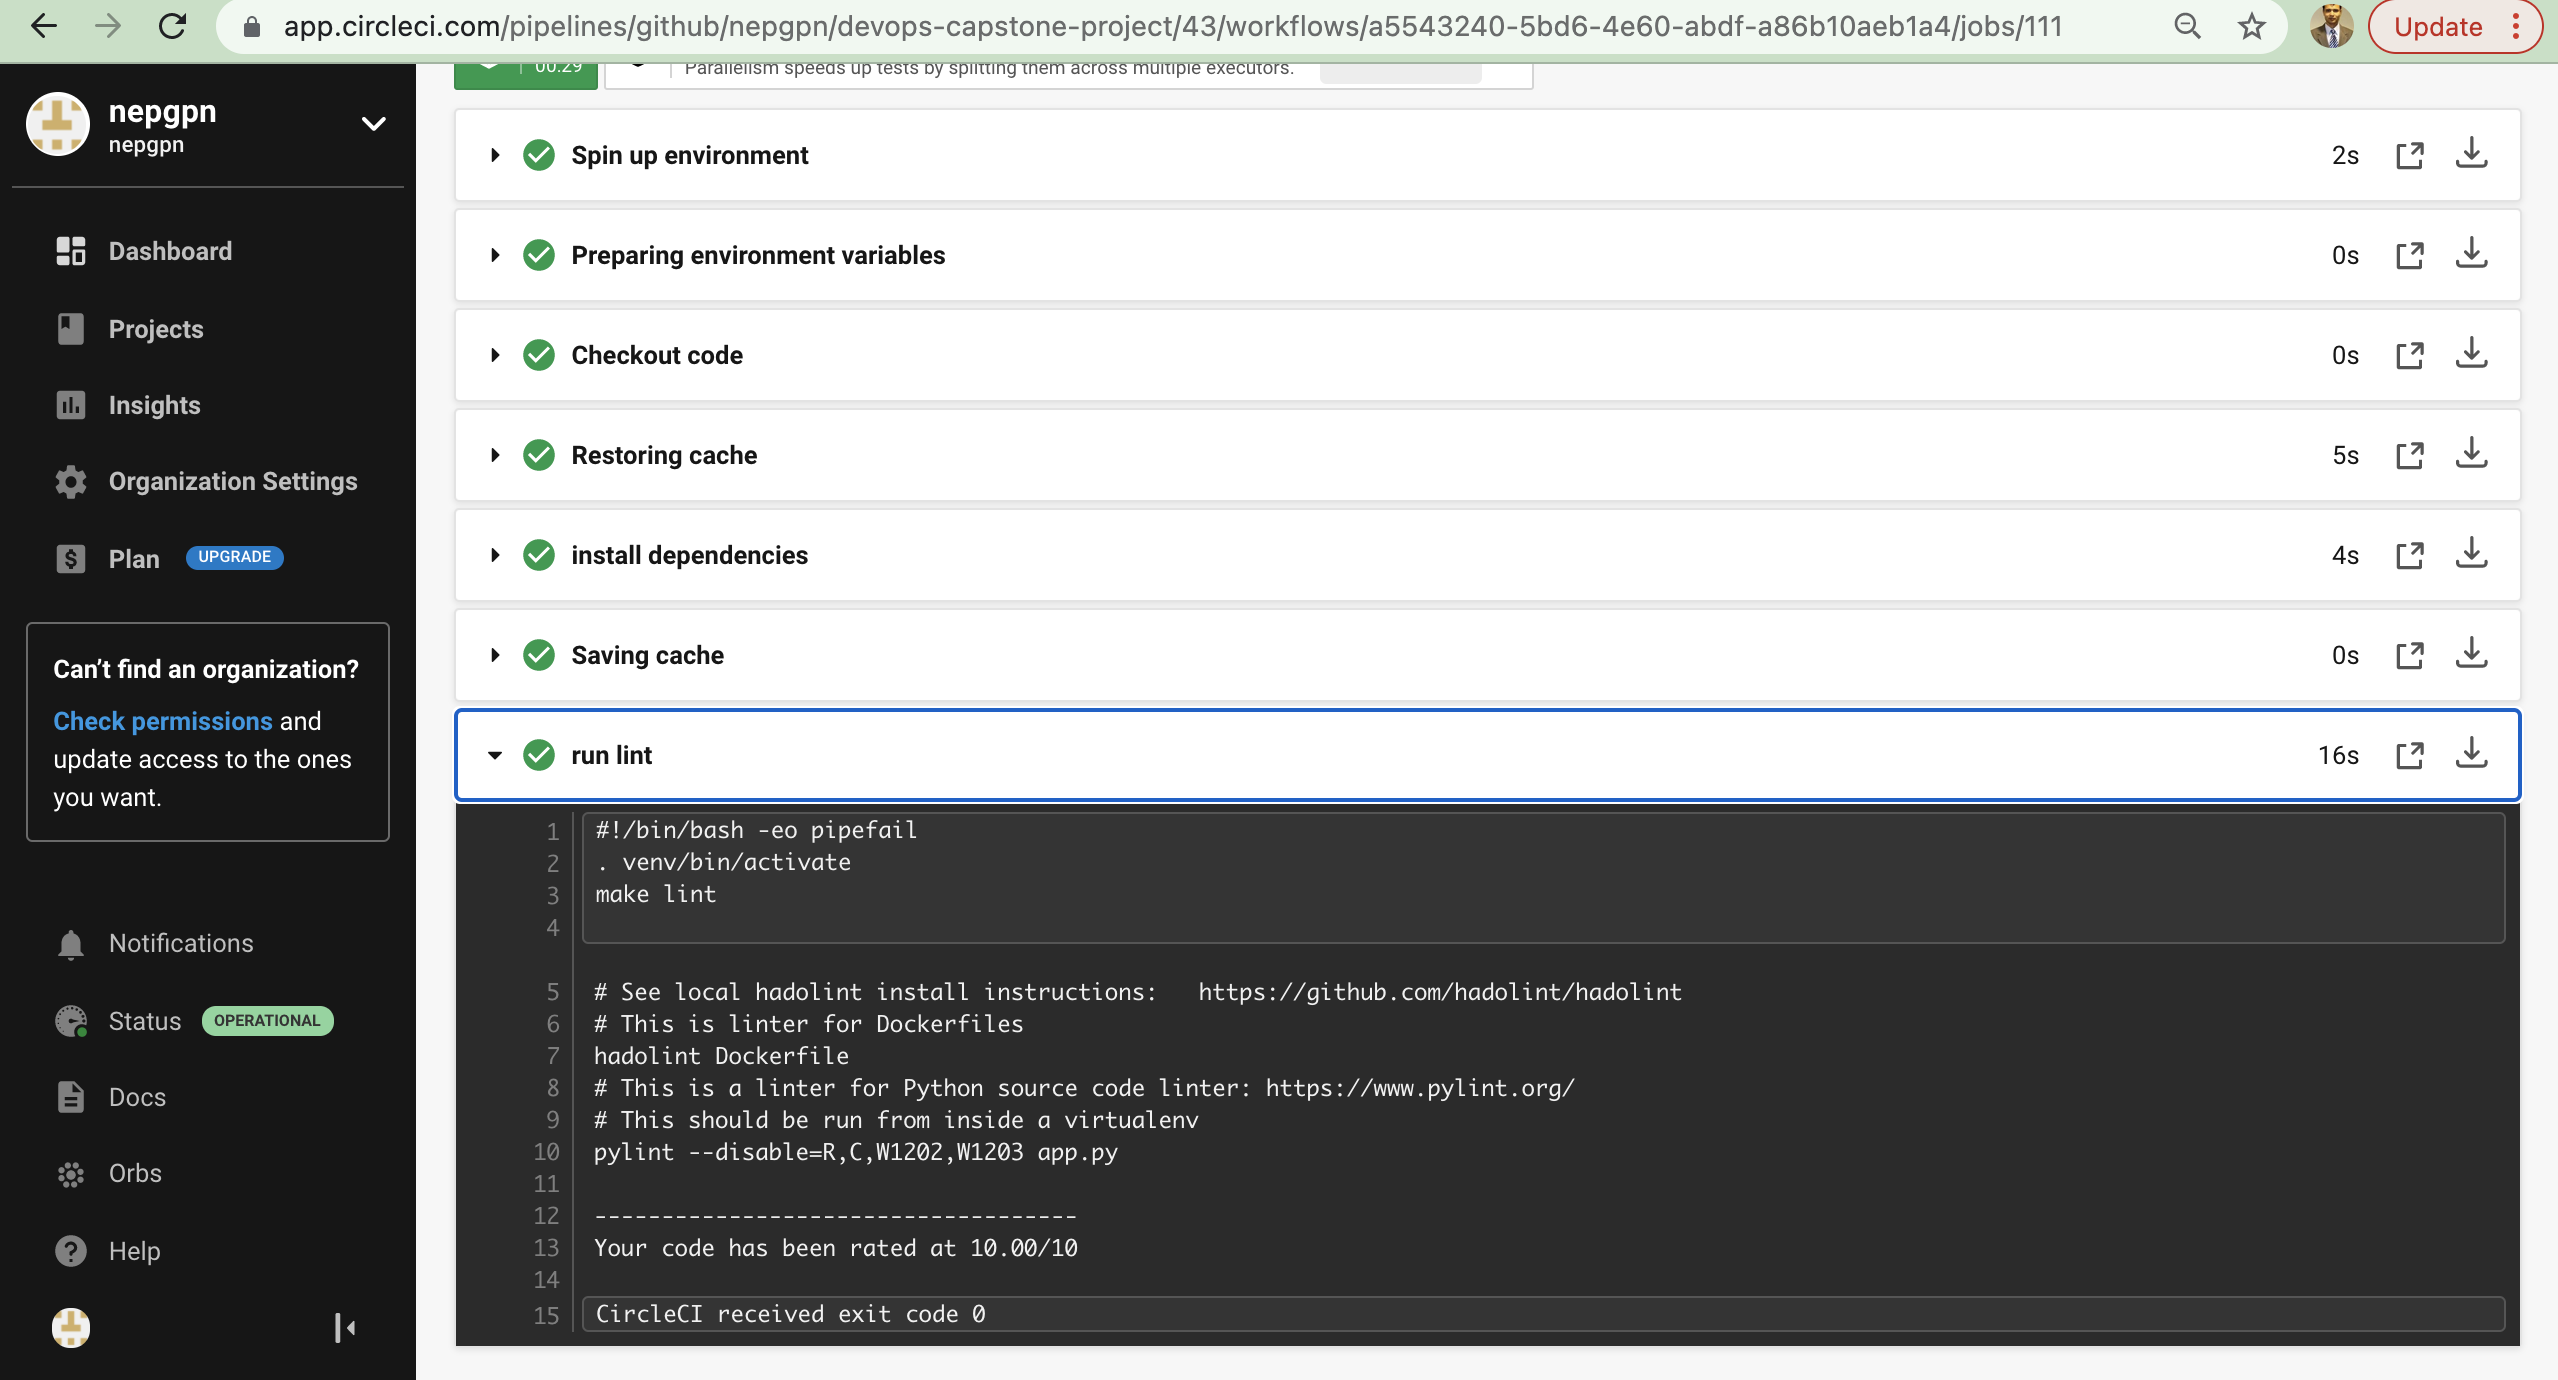 app.circleci.com/pipelines/github/nepgpn/devops-capstone-project/43/workflows/a5543240-5bd6-4e60-abdf-a86b10aeb1a4/jobs/111
Update
nepgpn
nepgpn
Dashboard
Projects
Insights
Organization Settings
Plan UPGRADE
Can't find an organization?
Check permissions and
update access to the ones
you want.
Notifications
Status OPERATIONAL
Docs
Orbs
Help
00:29
Parallelism speeds up tests by splitting them across multiple executors.
Spin up environment 2s
Preparing environment variables 0s
Checkout code 0s
Restoring cache 5s
install dependencies 4s
Saving cache 0s
run lint 16s
1 #!/bin/bash -eo pipefail
2 . venv/bin/activate
3 make lint
4
5 # See local hadolint install instructions:   https://github.com/hadolint/hadolint
6 # This is linter for Dockerfiles
7 hadolint Dockerfile
8 # This is a linter for Python source code linter: https://www.pylint.org/
9 # This should be run from inside a virtualenv
10 pylint --disable=R,C,W1202,W1203 app.py
11
12 ------------------------------------
13 Your code has been rated at 10.00/10
14
15 CircleCI received exit code 0